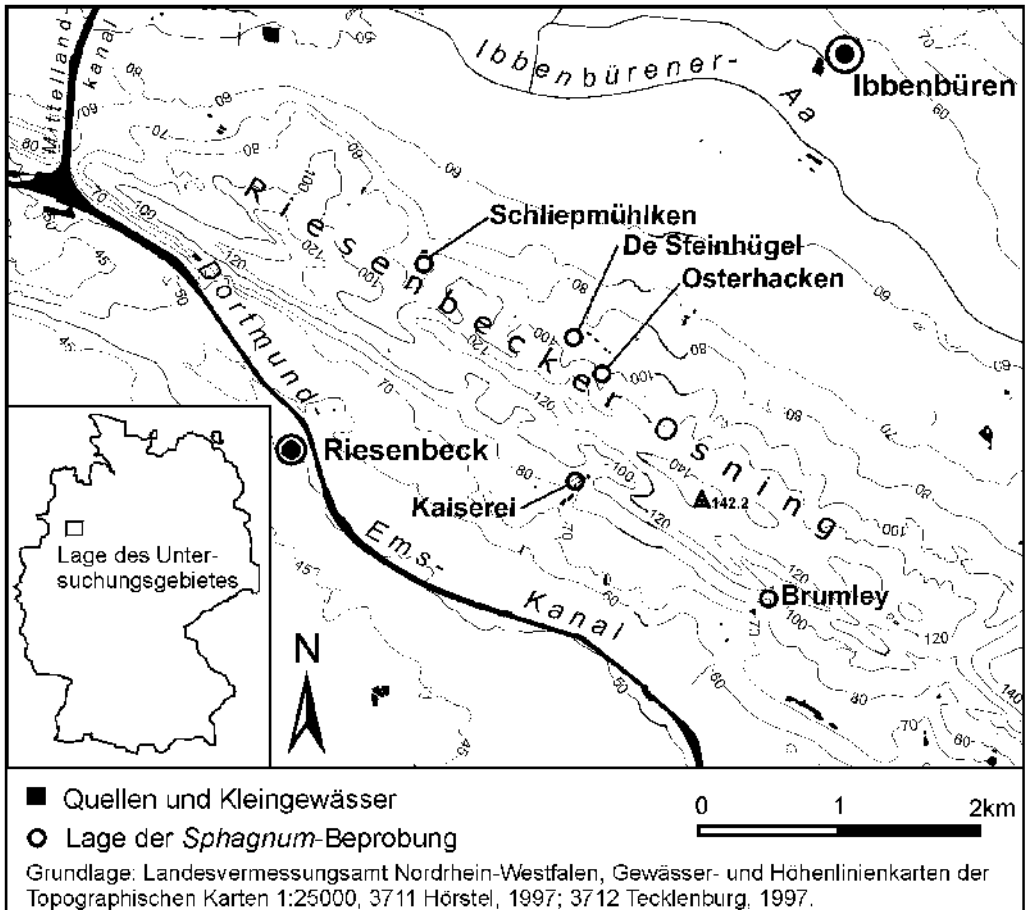 Mittelland-
kanal
Ibbenbürener-
Aa
Ibbenbüren
Riesenbecker Osning
Schliepmühlken
De Steinhügel
Osterhacken
-Dortmund-
Riesenbeck
Kaiserei
142.2
Ems-
Kanal
Brumley
Lage des Unter-
suchungsgebietes
N
Quellen und Kleingewässer
Lage der Sphagnum-Beprobung
0 1 2km
Grundlage: Landesvermessungsamt Nordrhein-Westfalen, Gewässer- und Höhenlinienkarten der
Topographischen Karten 1:25000, 3711 Hörstel, 1997; 3712 Tecklenburg, 1997.